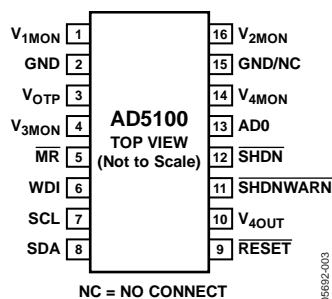 V1MON 1
GND 2
VOTP 3
V3MON 4
MR 5
WDI 6
SCL 7
SDA 8
AD5100
TOP VIEW
(Not to Scale)
16 V2MON
15 GND/NC
14 V4MON
13 AD0
12 SHDN
11 SHDNWARN
10 V4OUT
9 RESET
NC = NO CONNECT
05692-003